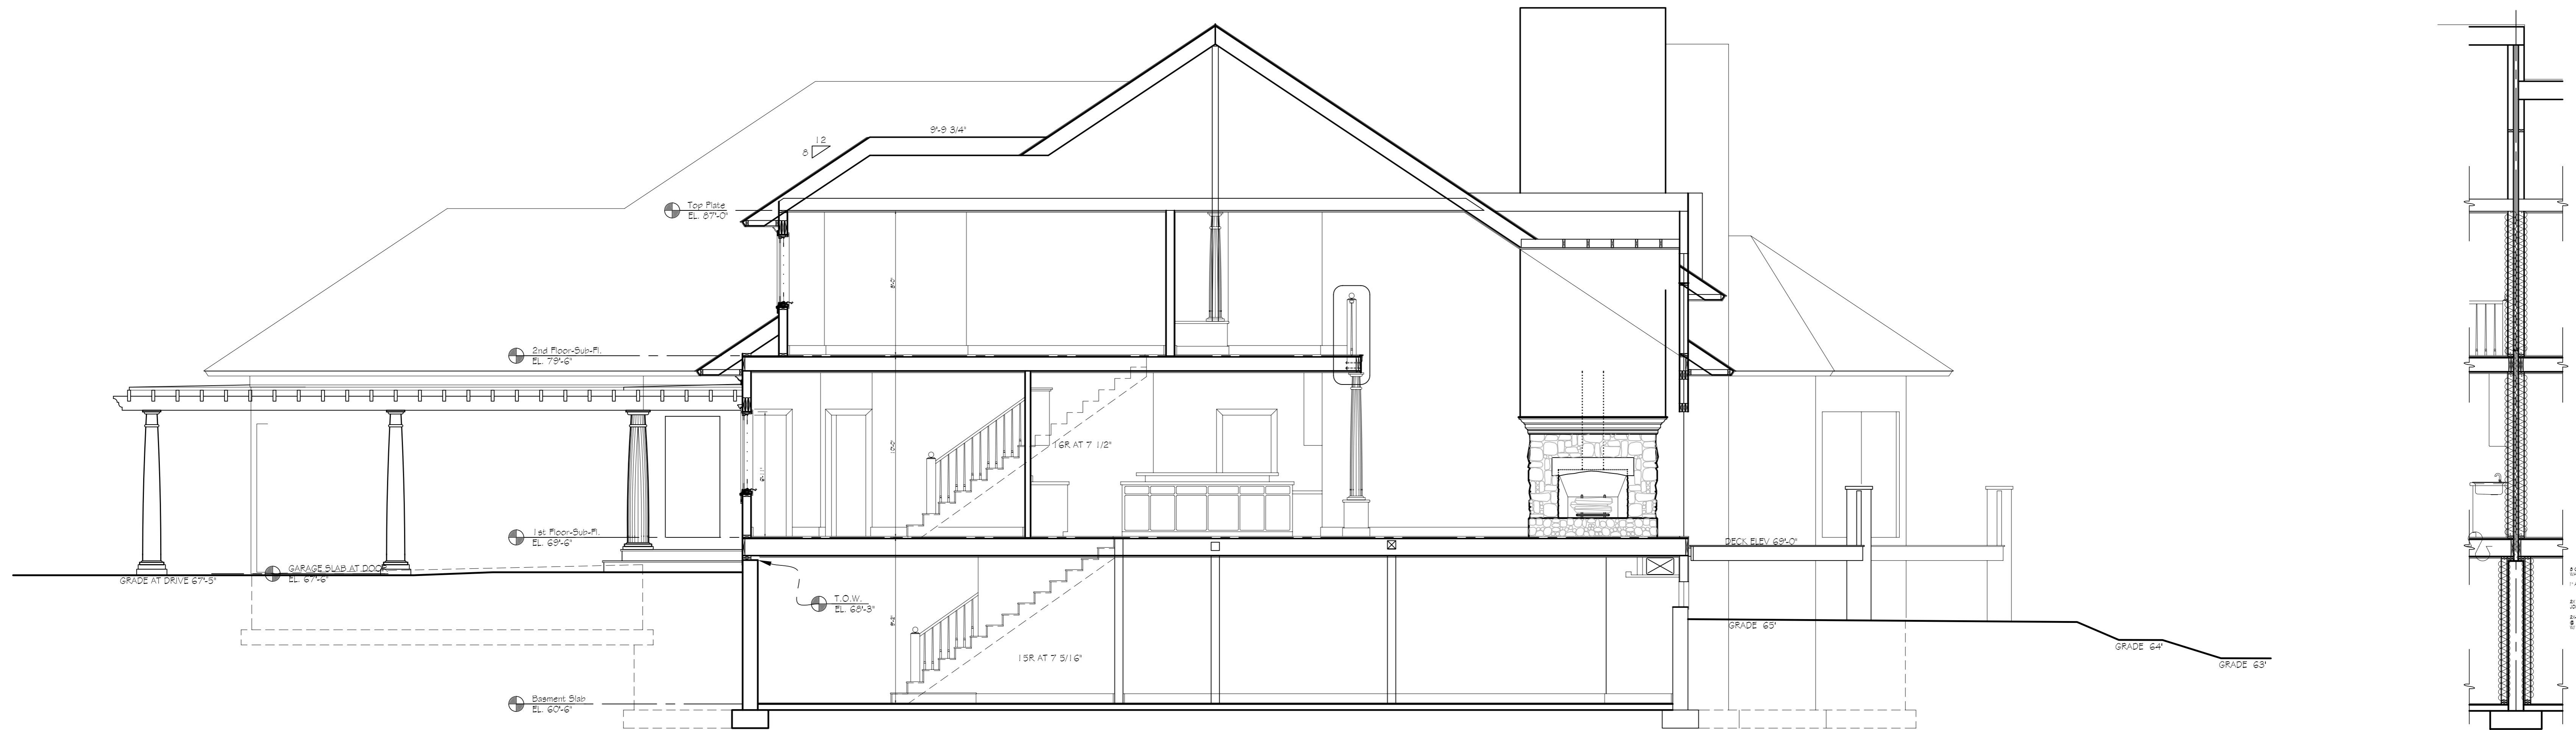 12
8
9'-9 3/4"
Top Plate
EL. 87'-0"
2nd Floor-Sub-Fl.
EL. 79'-6"
16R AT 7 1/2"
6'-11"
1st Floor-Sub-Fl.
EL. 69'-6"
DECK ELEV 69'-0"
GARAGE SLAB AT DOOR
EL. 67'-6"
GRADE AT DRIVE 67'-5"
T.O.W.
EL. 68'-3"
GRADE 65'
GRADE 64'
GRADE 63'
15R AT 7 5/16"
Basment Slab
EL. 60'-6"